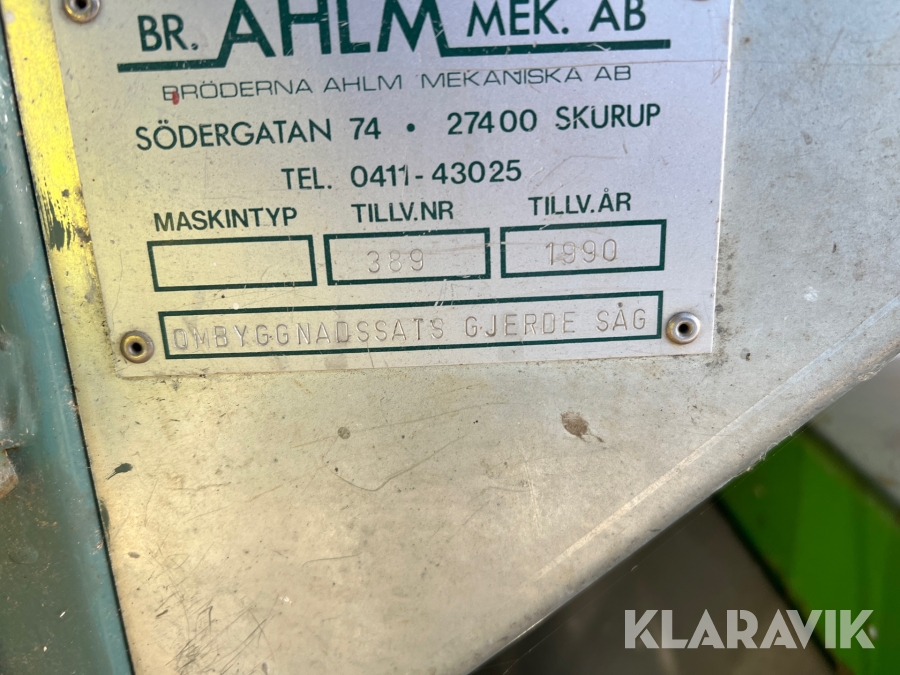 BR. AHLM MEK. AB
BRÖDERNA AHLM MEKANISKA AB
SÖDERGATAN 74 • 27400 SKURUP
TEL. 0411-43025
MASKINTYP TILLV.NR TILLV.ÅR
389 1990
OMBYGGNADSSATS GJERDE SÅG
KLARAVIK